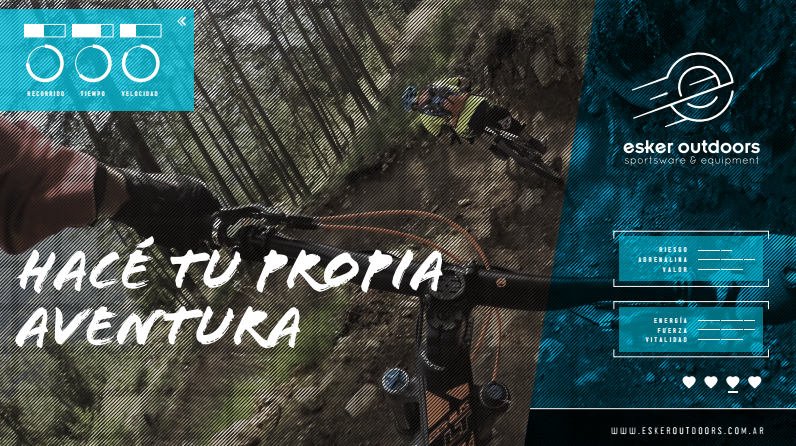 RECORRIDO TIEMPO VELOCIDAD
esker outdoors
sportsware & equipment
HACÉ TU PROPIA
AVENTURA
RIESGO
ADRENALINA
VALOR
ENERGÍA
FUERZA
VITALIDAD
WWW.ESKEROUTDOORS.COM.AR